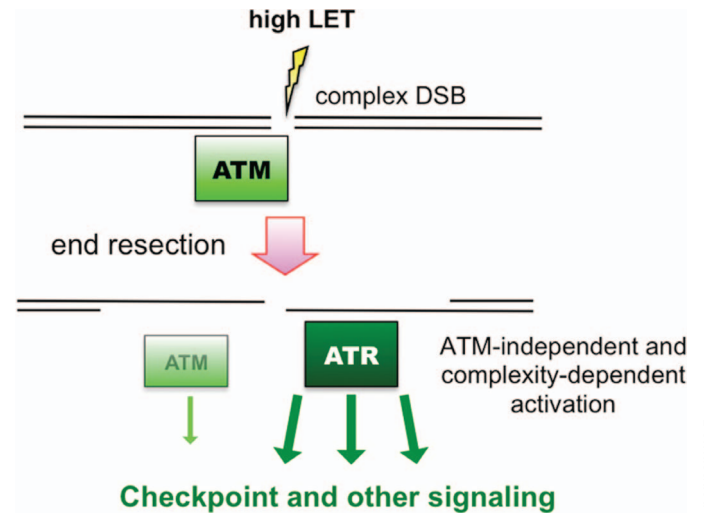 high LET
complex DSB
ATM
end resection
ATM
ATR
ATM-independent and
complexity-dependent
activation
Checkpoint and other signaling